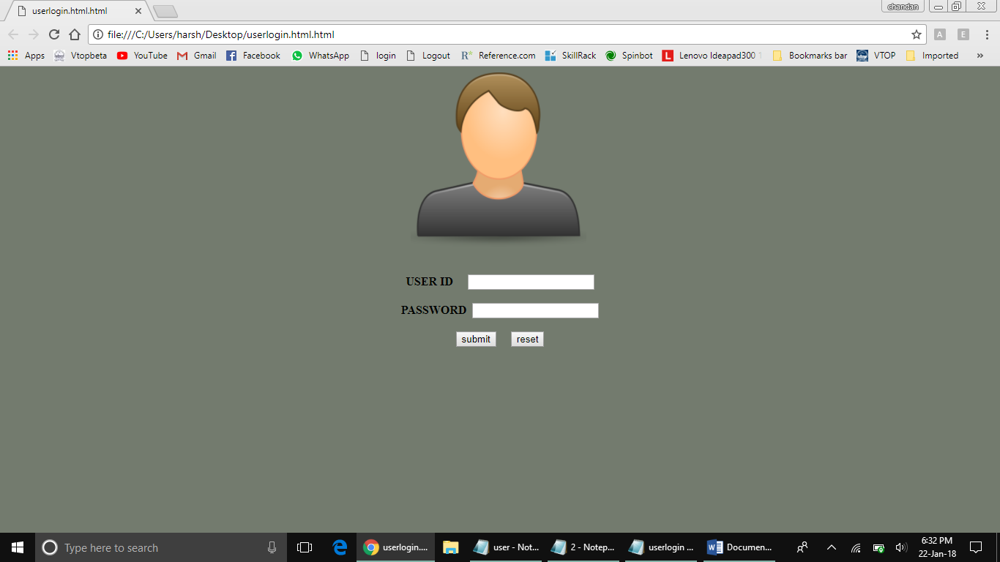 userlogin.html.html
chandan
file:///C:/Users/harsh/Desktop/userlogin.html.html
A E
Apps Vtopbeta YouTube Gmail Facebook WhatsApp login Logout R* Reference.com SkillRack Spinbot L Lenovo Ideapad300 Bookmarks bar VTOP Imported »
USER ID
PASSWORD
submit reset
Type here to search userlogin.... user - Not... 2 - Notep... userlogin ... Documen... 6:32 PM
22-Jan-18